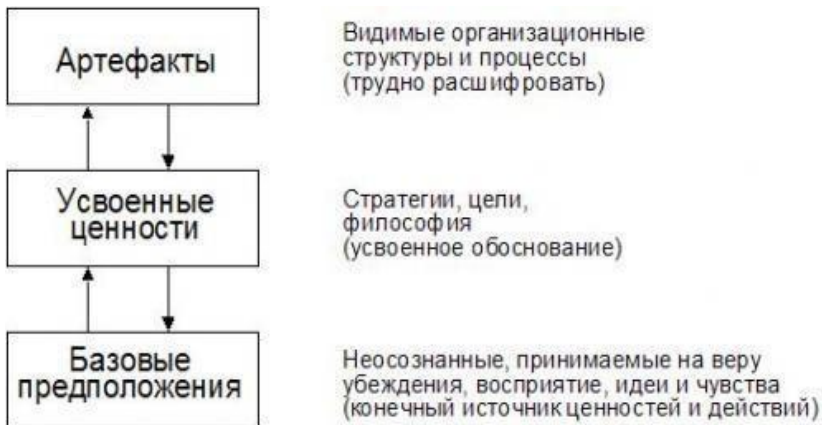 Артефакты
Видимые организационные
структуры и процессы
(трудно расшифровать)
Усвоенные
ценности
Стратегии, цели,
философия
(усвоенное обоснование)
Базовые
предположения
Неосознанные, принимаемые на веру
убеждения, восприятие, идеи и чувства
(конечный источник ценностей и действий)